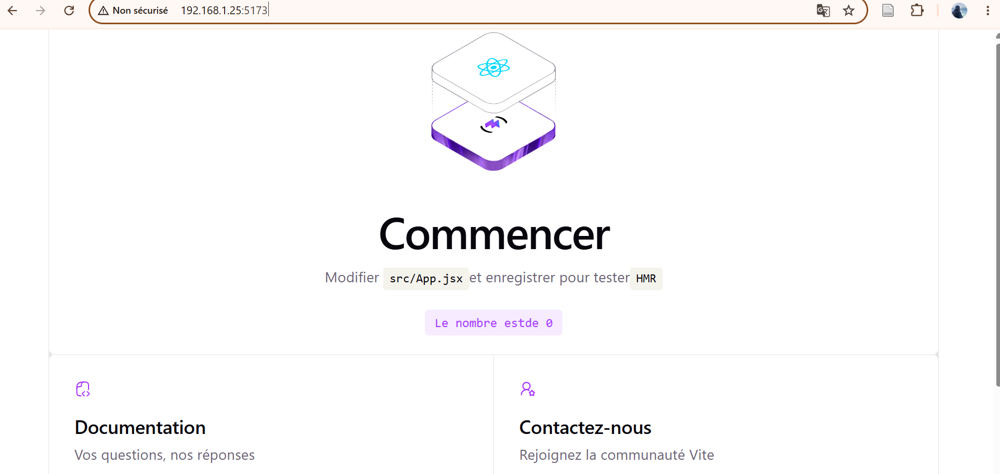 Non sécurisé 192.168.1.25:5173
Commencer
Modifier src/App.jsx et enregistrer pour tester HMR
Le nombre estde 0
Documentation
Vos questions, nos réponses
Contactez-nous
Rejoignez la communauté Vite